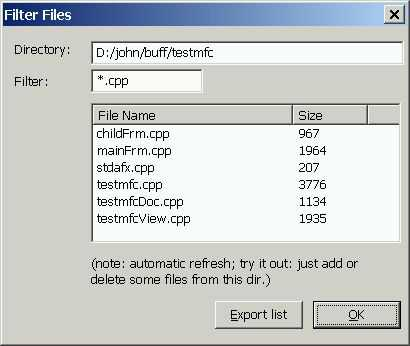 Filter Files
Directory: D:/john/buff/testmfc
Filter: *.cpp
File Name Size
childFrm.cpp 967
mainFrm.cpp 1964
stdafx.cpp 207
testmfc.cpp 3776
testmfcDoc.cpp 1134
testmfcView.cpp 1935
(note: automatic refresh; try it out: just add or
delete some files from this dir.)
Export list OK